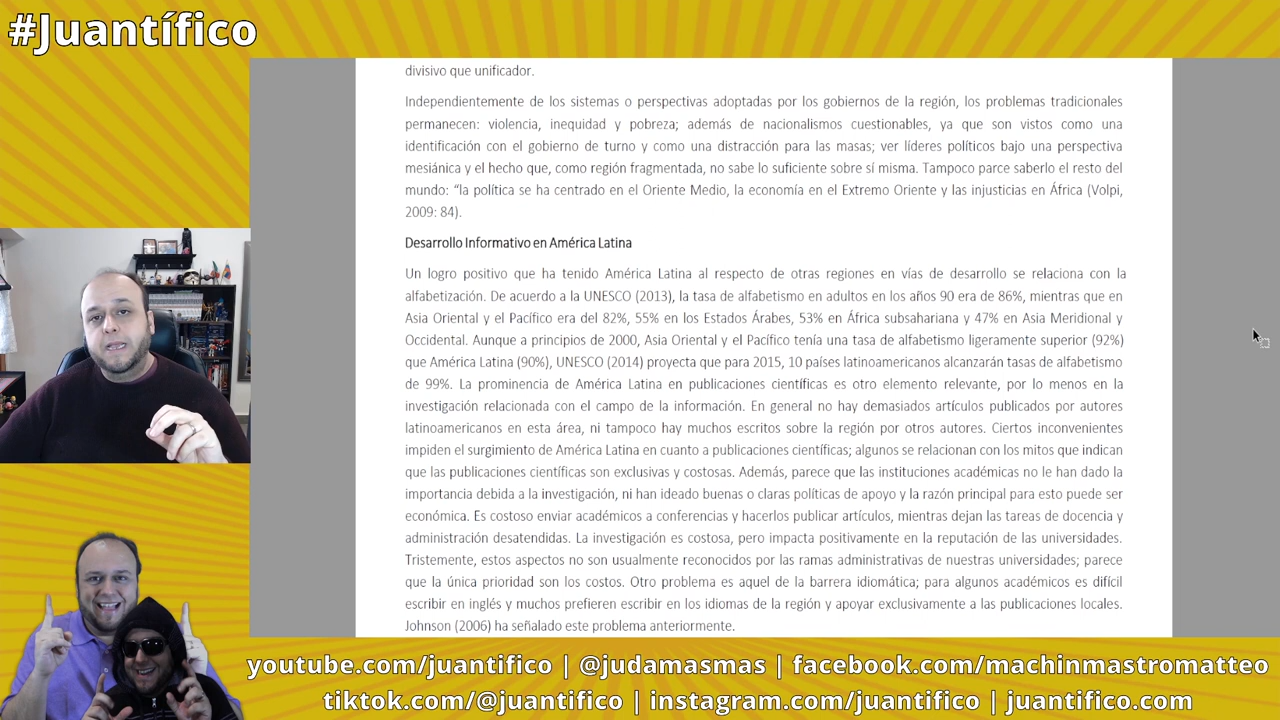 #Juantífico
divisivo que unificador.
Independientemente de los sistemas o perspectivas adoptadas por los gobiernos de la región, los problemas tradicionales
permanecen: violencia, inequidad y pobreza; además de nacionalismos cuestionables, ya que son vistos como una
identificación con el gobierno de turno y como una distracción para las masas; ver líderes políticos bajo una perspectiva
mesiánica y el hecho que, como región fragmentada, no sabe lo suficiente sobre sí misma. Tampoco parce saberlo el resto del
mundo: “la política se ha centrado en el Oriente Medio, la economía en el Extremo Oriente y las injusticias en África (Volpi,
2009: 84).
Desarrollo Informativo en América Latina
Un logro positivo que ha tenido América Latina al respecto de otras regiones en vías de desarrollo se relaciona con la
alfabetización. De acuerdo a la UNESCO (2013), la tasa de alfabetismo en adultos en los años 90 era de 86%, mientras que en
Asia Oriental y el Pacífico era del 82%, 55% en los Estados Árabes, 53% en África subsahariana y 47% en Asia Meridional y
Occidental. Aunque a principios de 2000, Asia Oriental y el Pacífico tenía una tasa de alfabetismo ligeramente superior (92%)
que América Latina (90%), UNESCO (2014) proyecta que para 2015, 10 países latinoamericanos alcanzarán tasas de alfabetismo
de 99%. La prominencia de América Latina en publicaciones científicas es otro elemento relevante, por lo menos en la
investigación relacionada con el campo de la información. En general no hay demasiados artículos publicados por autores
latinoamericanos en esta área, ni tampoco hay muchos escritos sobre la región por otros autores. Ciertos inconvenientes
impiden el surgimiento de América Latina en cuanto a publicaciones científicas; algunos se relacionan con los mitos que indican
que las publicaciones científicas son exclusivas y costosas. Además, parece que las instituciones académicas no le han dado la
importancia debida a la investigación, ni han ideado buenas o claras políticas de apoyo y la razón principal para esto puede ser
económica. Es costoso enviar académicos a conferencias y hacerlos publicar artículos, mientras dejan las tareas de docencia y
administración desatendidas. La investigación es costosa, pero impacta positivamente en la reputación de las universidades.
Tristemente, estos aspectos no son usualmente reconocidos por las ramas administrativas de nuestras universidades; parece
que la única prioridad son los costos. Otro problema es aquel de la barrera idiomática; para algunos académicos es difícil
escribir en inglés y muchos prefieren escribir en los idiomas de la región y apoyar exclusivamente a las publicaciones locales.
Johnson (2006) ha señalado este problema anteriormente.
youtube.com/juantifico | @judamasmas | facebook.com/machinmastromatteo
tiktok.com/@juantifico | instagram.com/juantifico | juantifico.com